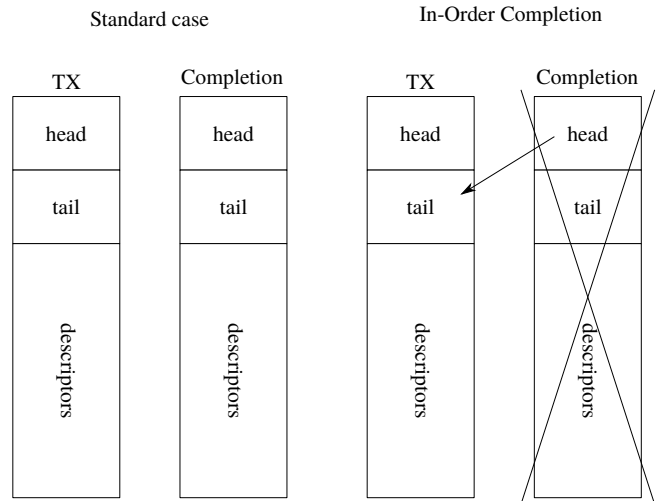 Standard case
In-Order Completion
TX
Completion
TX
Completion
head
head
head
head
tail
tail
tail
tail
descriptors
descriptors
descriptors
descriptors